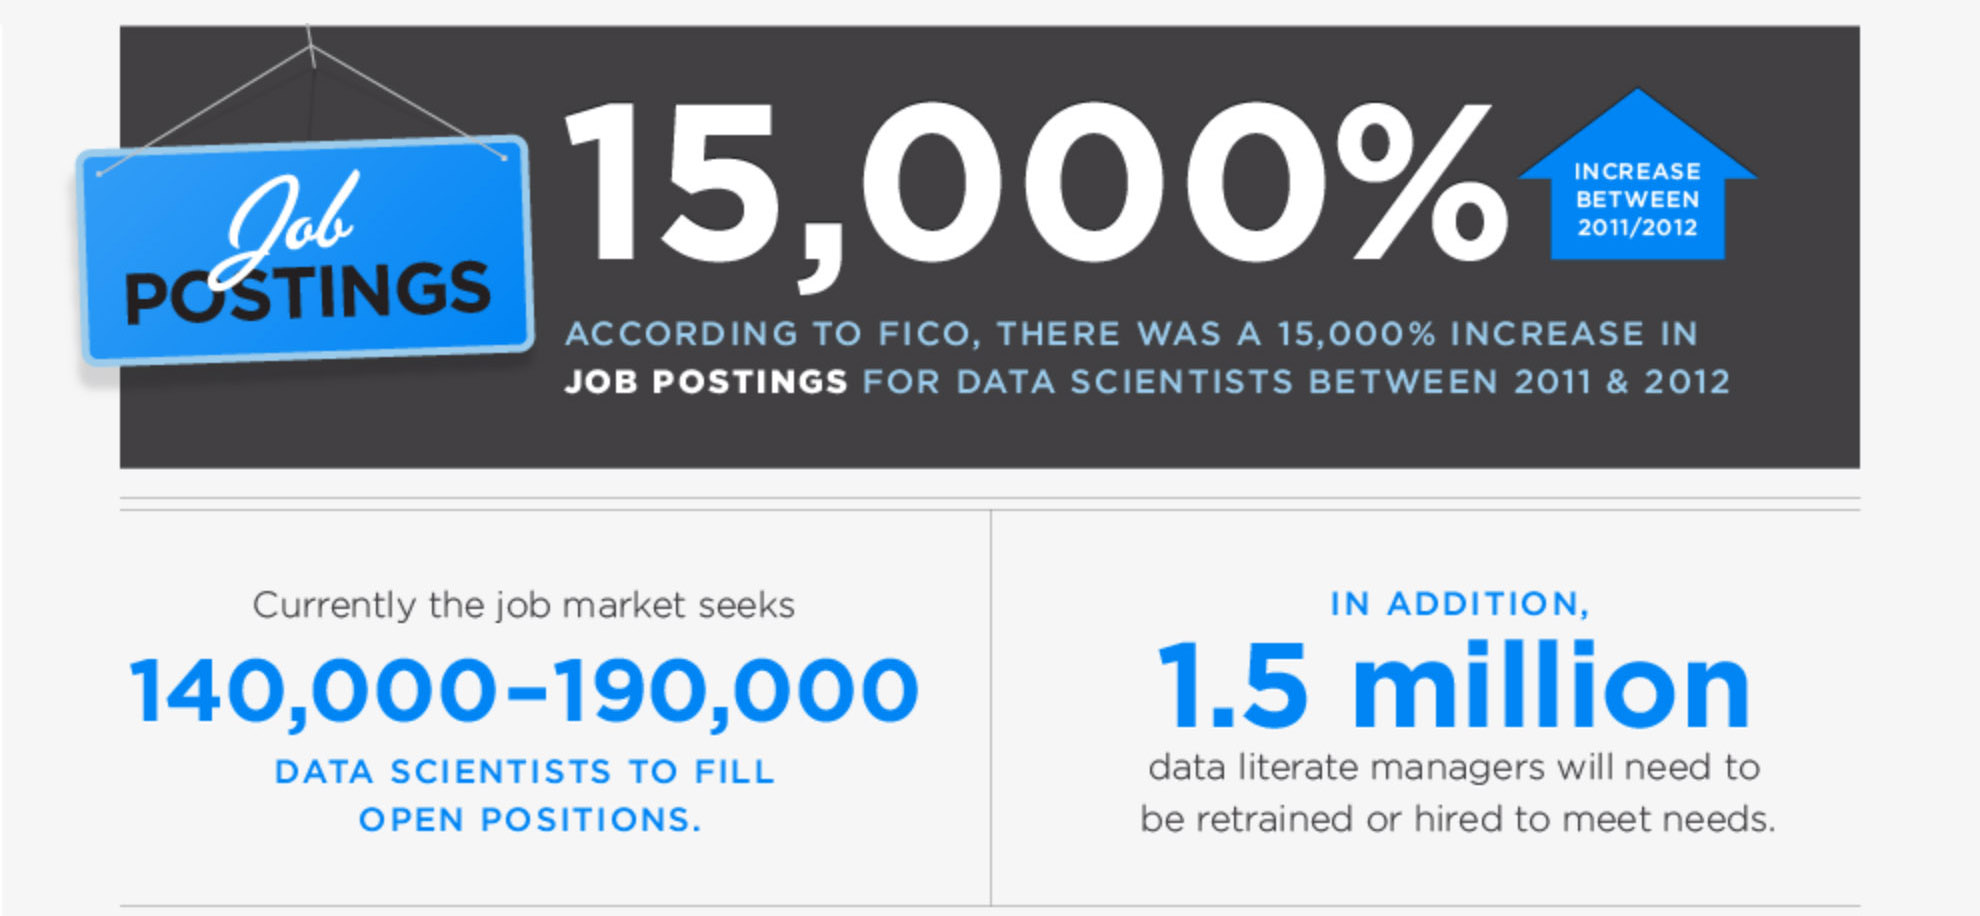 Job
POSTINGS
15,000%
INCREASE
BETWEEN
2011/2012
ACCORDING TO FICO, THERE WAS A 15,000% INCREASE IN
JOB POSTINGS FOR DATA SCIENTISTS BETWEEN 2011 & 2012
Currently the job market seeks
140,000–190,000
DATA SCIENTISTS TO FILL
OPEN POSITIONS.
IN ADDITION,
1.5 million
data literate managers will need to
be retrained or hired to meet needs.